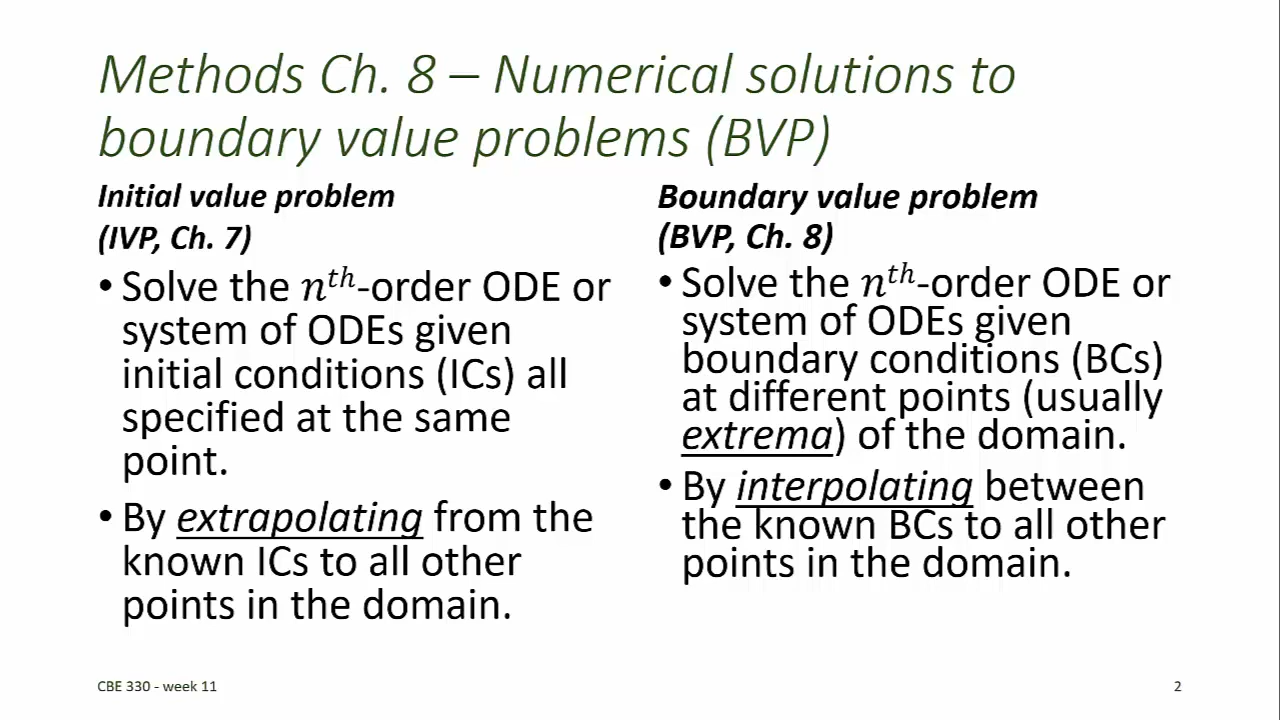 Methods Ch. 8 – Numerical solutions to
boundary value problems (BVP)
Initial value problem
(IVP, Ch. 7)
• Solve the 𝑛𝑡ℎ-order ODE or
system of ODEs given
initial conditions (ICs) all
specified at the same
point.
• By extrapolating from the
known ICs to all other
points in the domain.
Boundary value problem
(BVP, Ch. 8)
• Solve the 𝑛𝑡ℎ-order ODE or
system of ODEs given
boundary conditions (BCs)
at different points (usually
extrema) of the domain.
• By interpolating between
the known BCs to all other
points in the domain.
CBE 330 - week 11
2